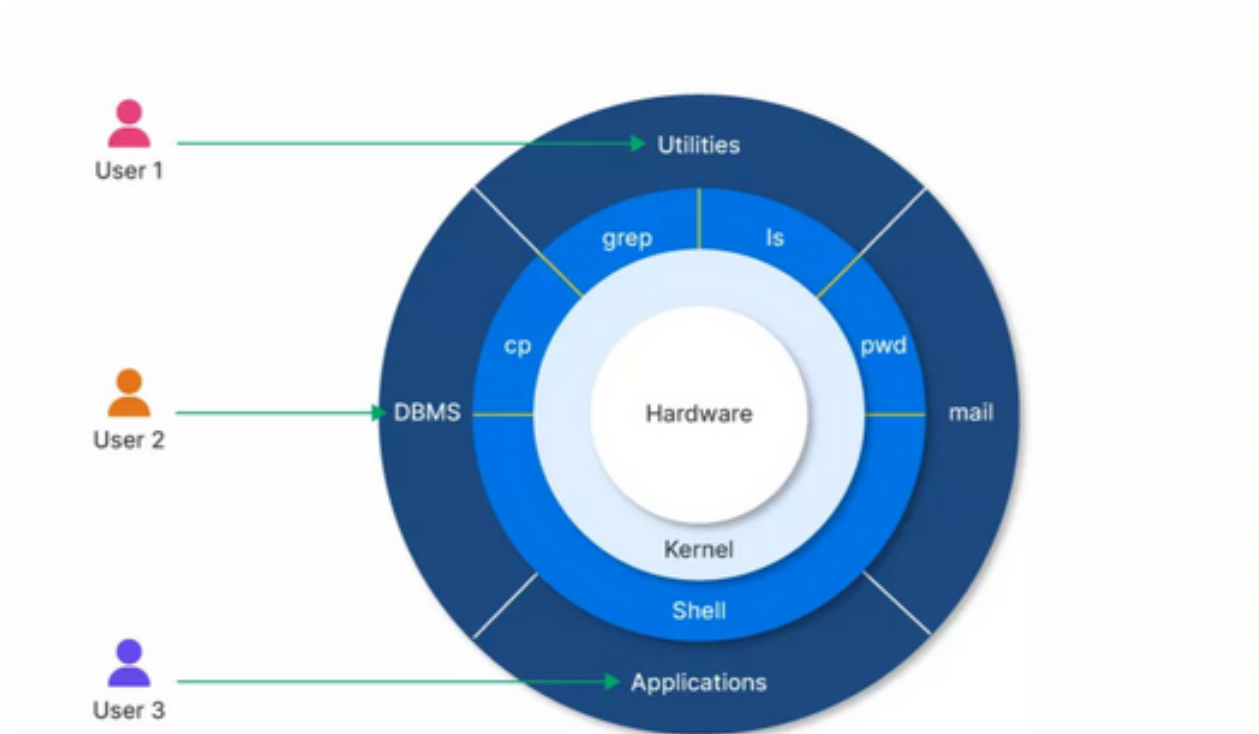 User 1
Utilities
grep
ls
cp
pwd
User 2
DBMS
Hardware
mail
Kernel
Shell
User 3
Applications